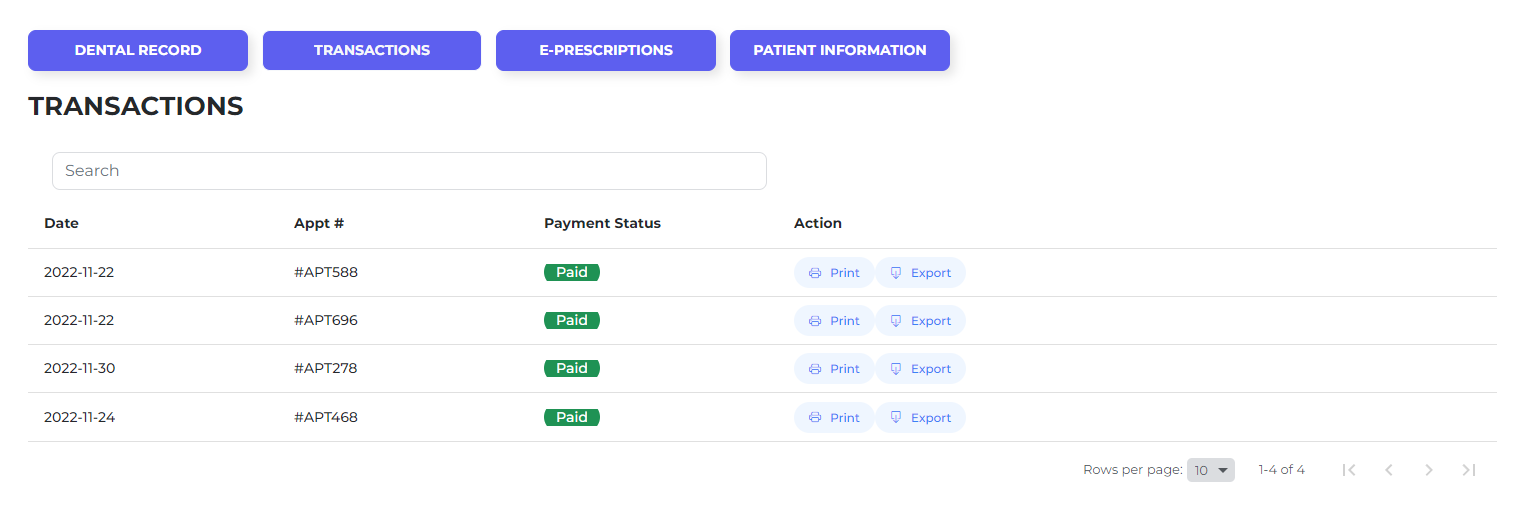 DENTAL RECORD TRANSACTIONS E-PRESCRIPTIONS PATIENT INFORMATION
TRANSACTIONS
Search
Date Appt # Payment Status Action
2022-11-22 #APT588 Paid Print Export
2022-11-22 #APT696 Paid Print Export
2022-11-30 #APT278 Paid Print Export
2022-11-24 #APT468 Paid Print Export
Rows per page: 10 1-4 of 4